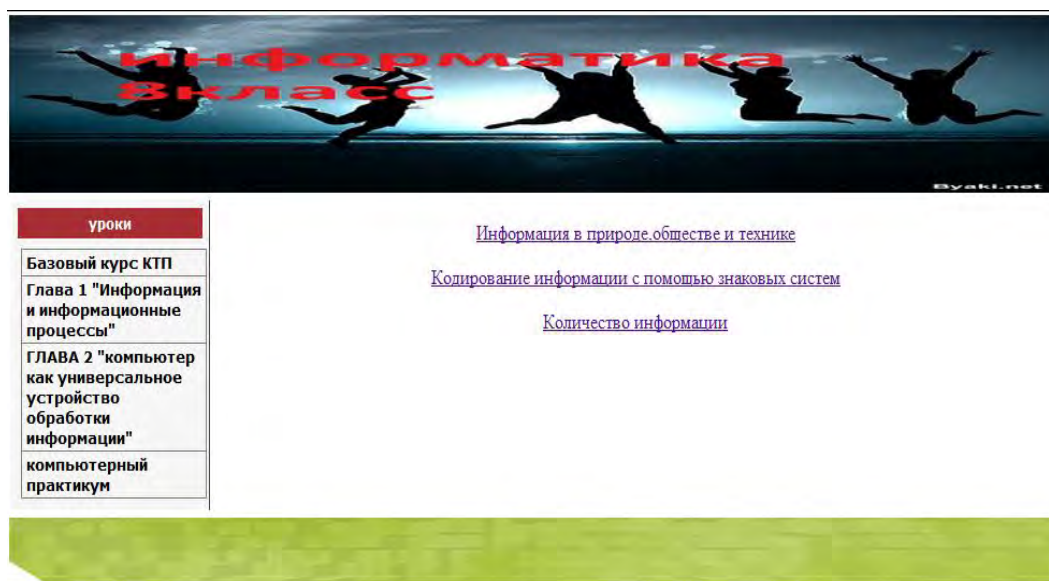 информатика
8класс
Byaki.net
уроки
Базовый курс КТП
Глава 1 "Информация
и информационные
процессы"
ГЛАВА 2 "компьютер
как универсальное
устройство
обработки
информации"
компьютерный
практикум
Информация в природе.обшестве и технике
Кодирование информации с помошью знаковых систем
Количество информации